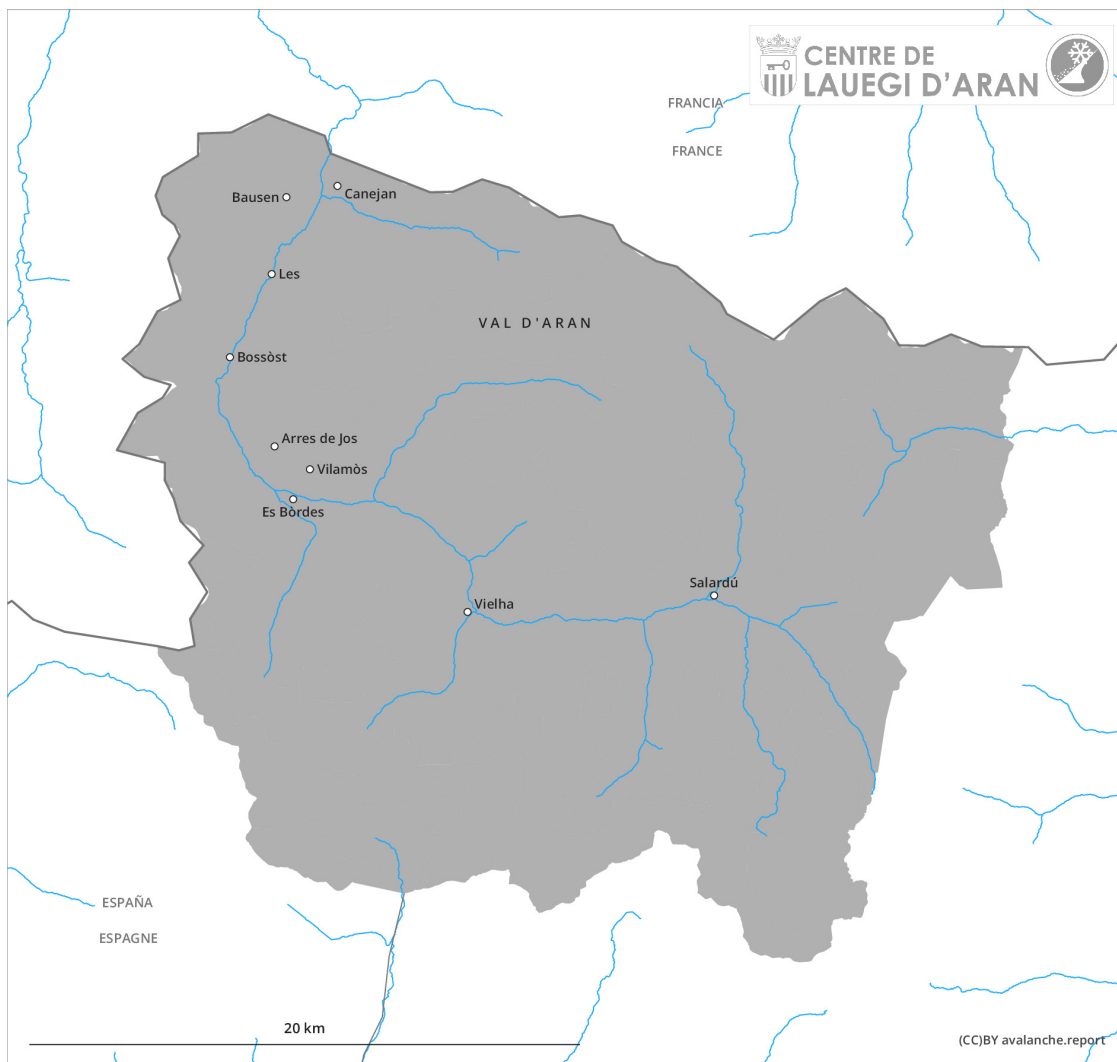 CENTRE DE
LAUEGI D'ARAN
FRANCIA
FRANCE
Bausen
Canejan
Les
VAL D'ARAN
Bossòst
Arres de Jos
Vilamòs
Es Bòrdes
Salardú
Vielha
ESPAÑA
ESPAGNE
20 km
(CC)BY avalanche.report